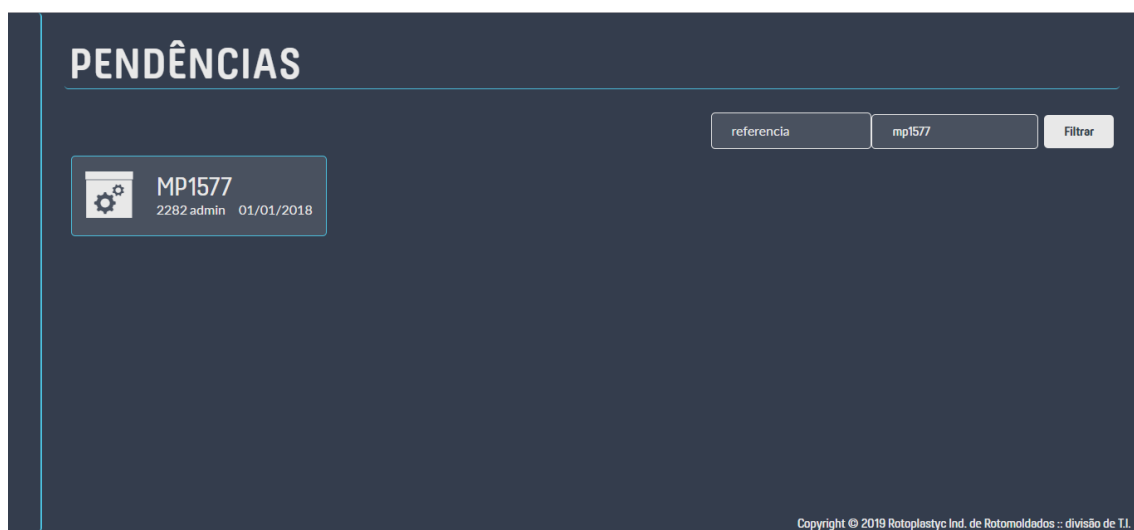 PENDÊNCIAS
referencia mp1577 Filtrar
MP1577
2282 admin 01/01/2018
Copyright © 2019 Rotoplastyc Ind. de Rotomoldados :: divisão de T.I.